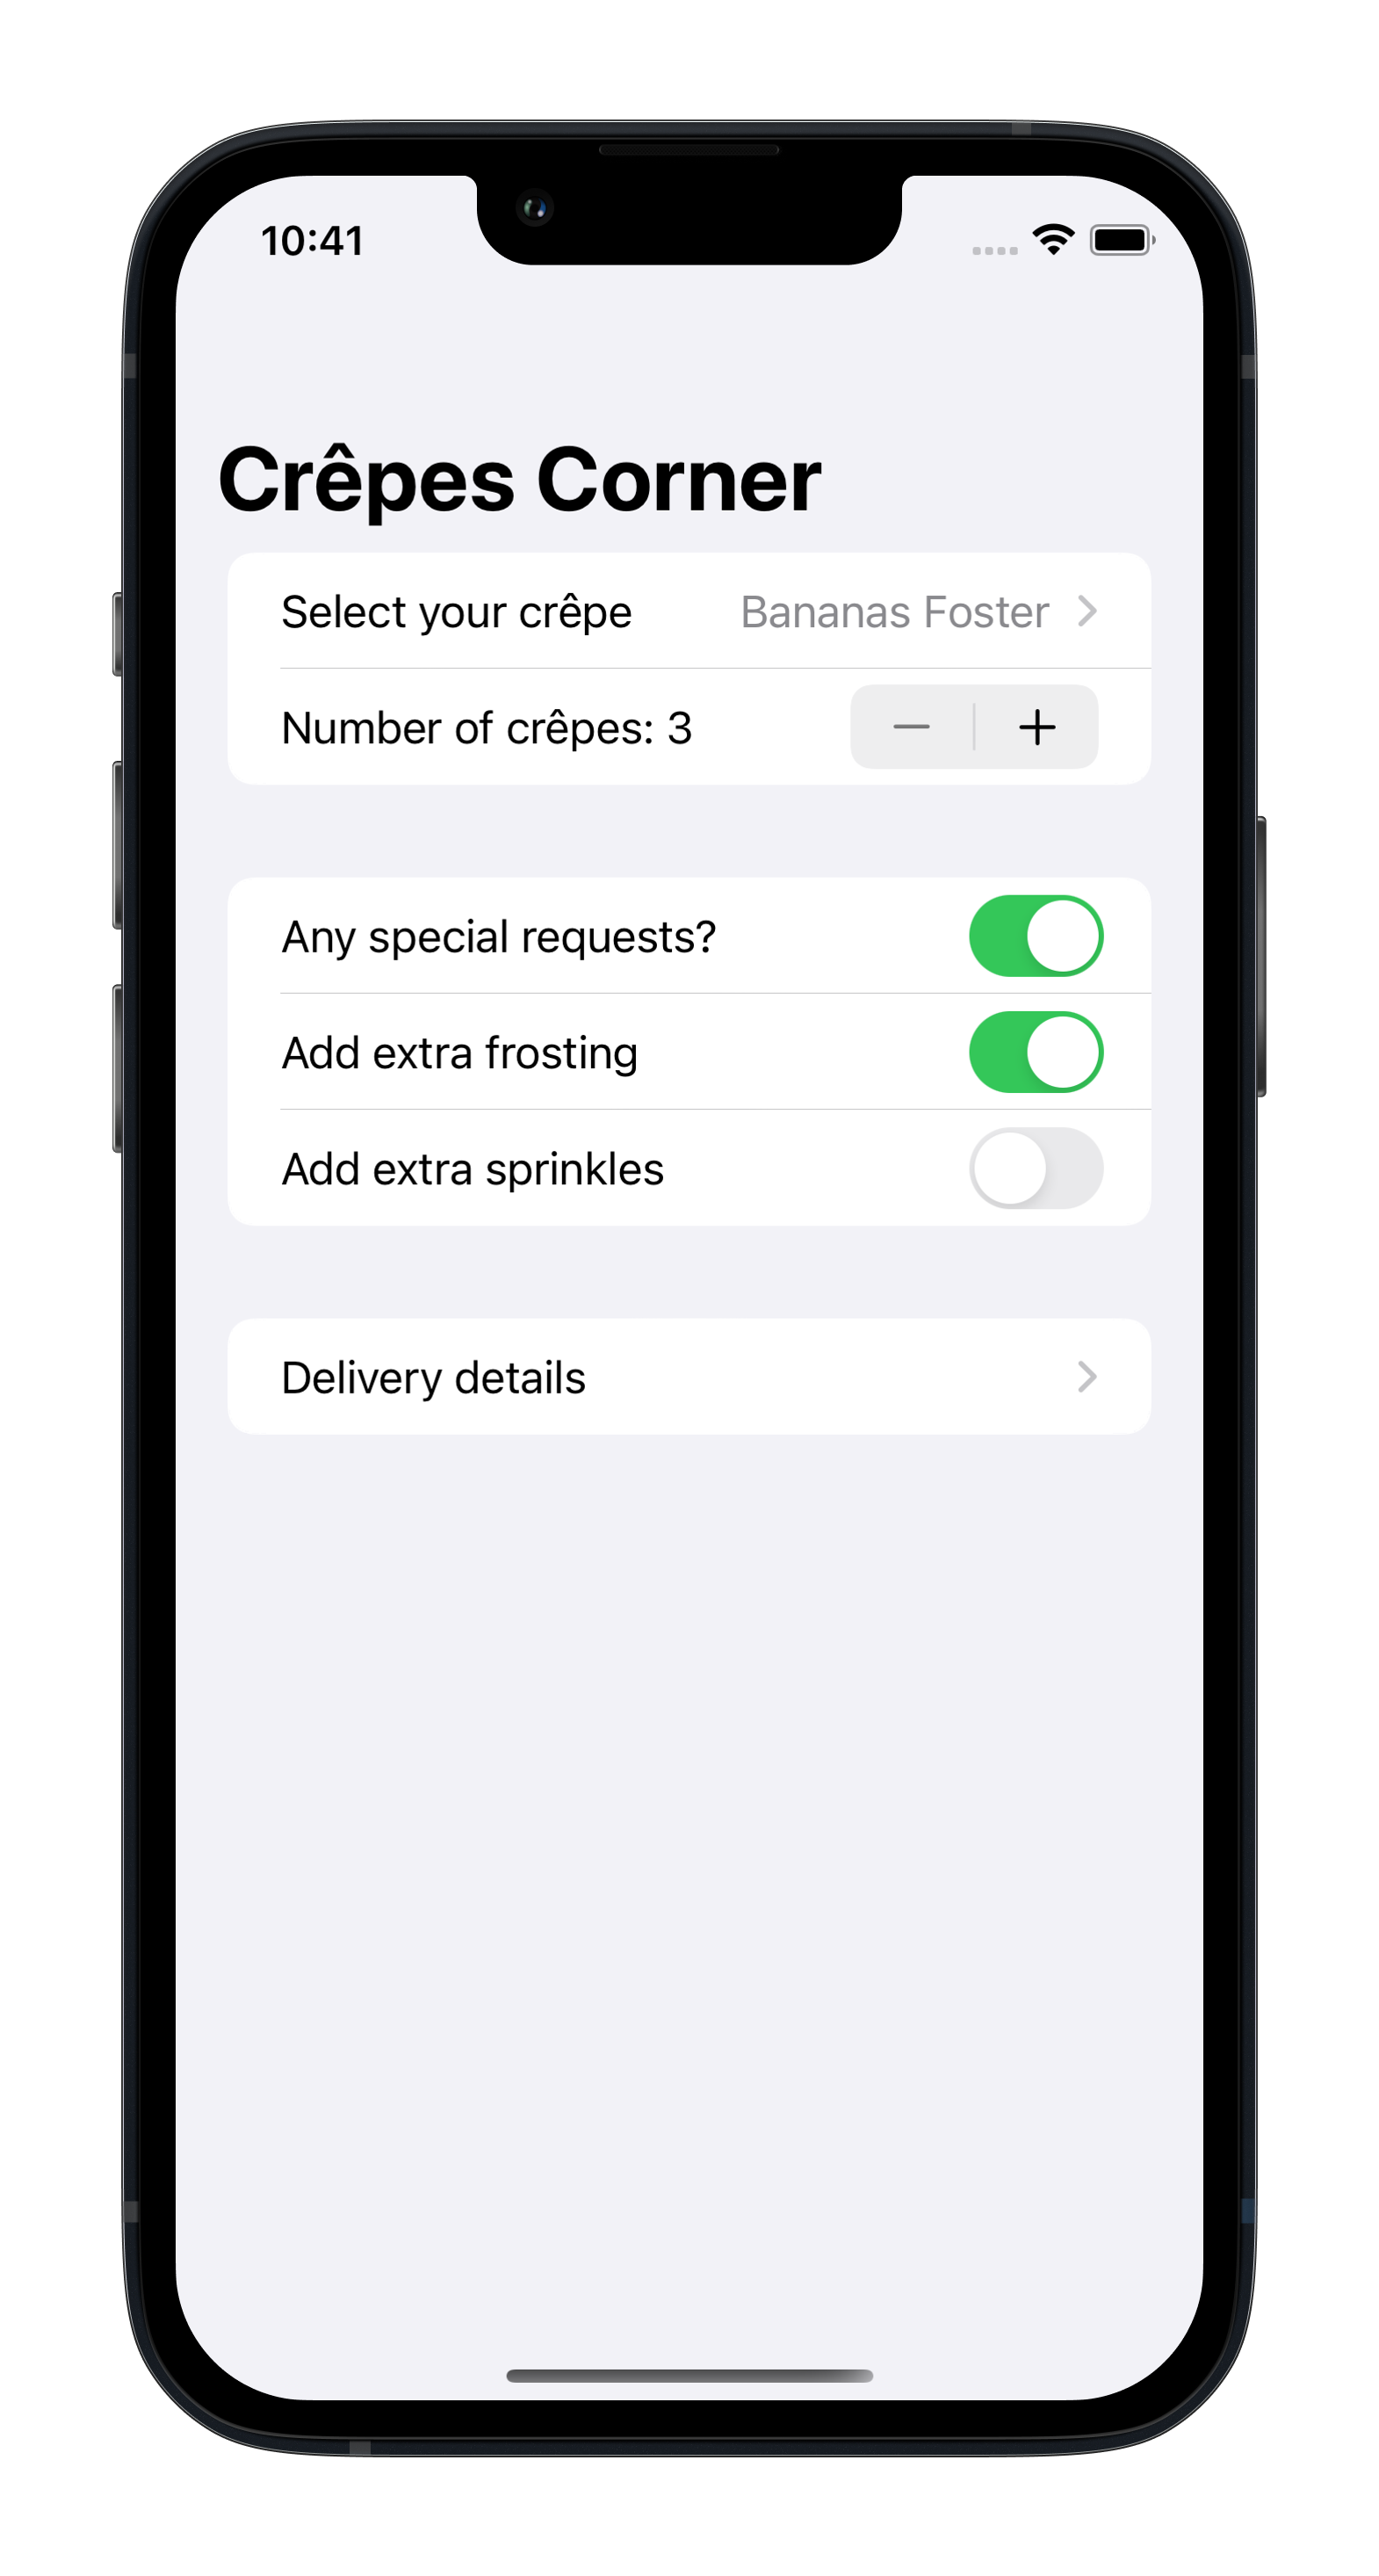 10:41
Crêpes Corner
Select your crêpe Bananas Foster
Number of crêpes: 3
Any special requests?
Add extra frosting
Add extra sprinkles
Delivery details